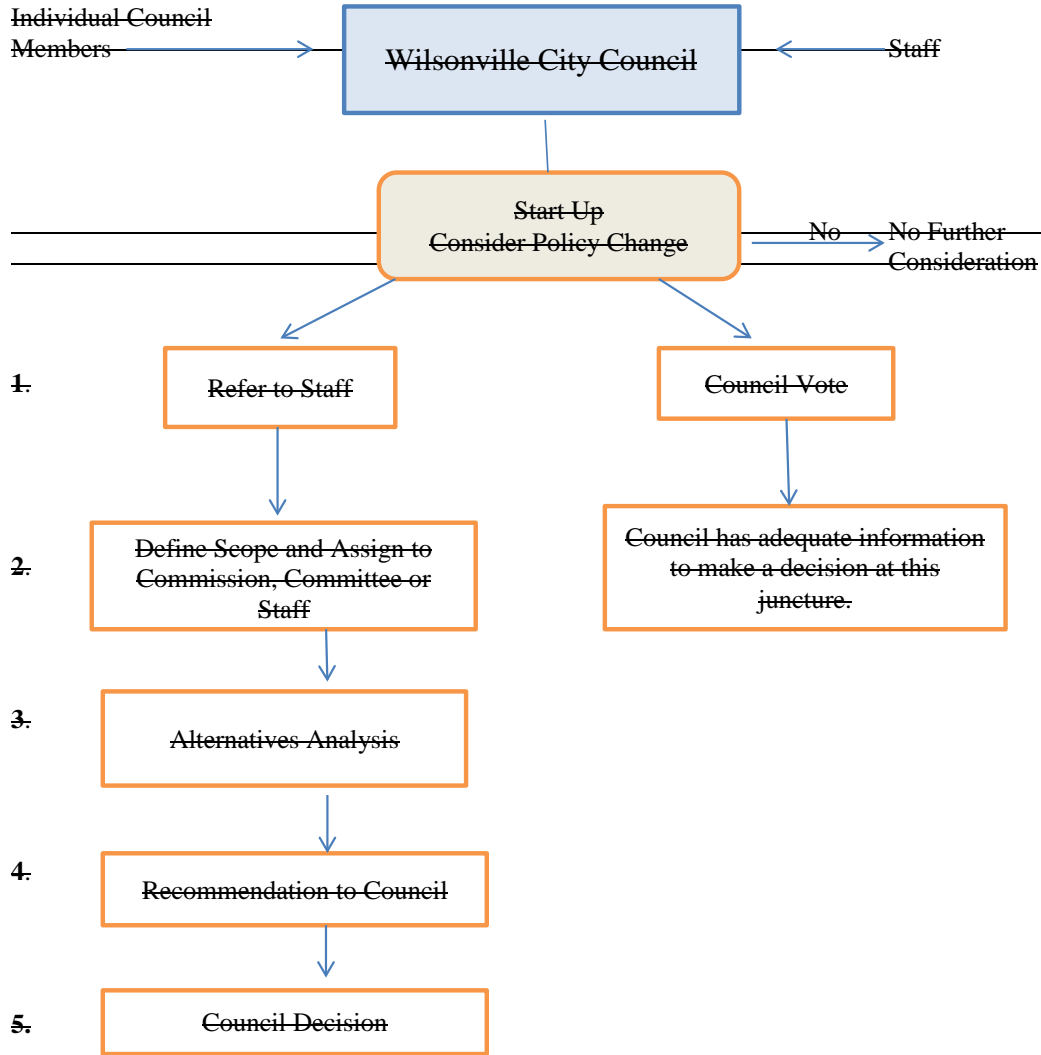 Individual Council
Members
Wilsonville City Council
Staff
Start Up
Consider Policy Change
No
No Further
Consideration
1.
Refer to Staff
Council Vote
2.
Define Scope and Assign to
Commission, Committee or
Staff
Council has adequate information
to make a decision at this
juncture.
3.
Alternatives Analysis
4.
Recommendation to Council
5.
Council Decision